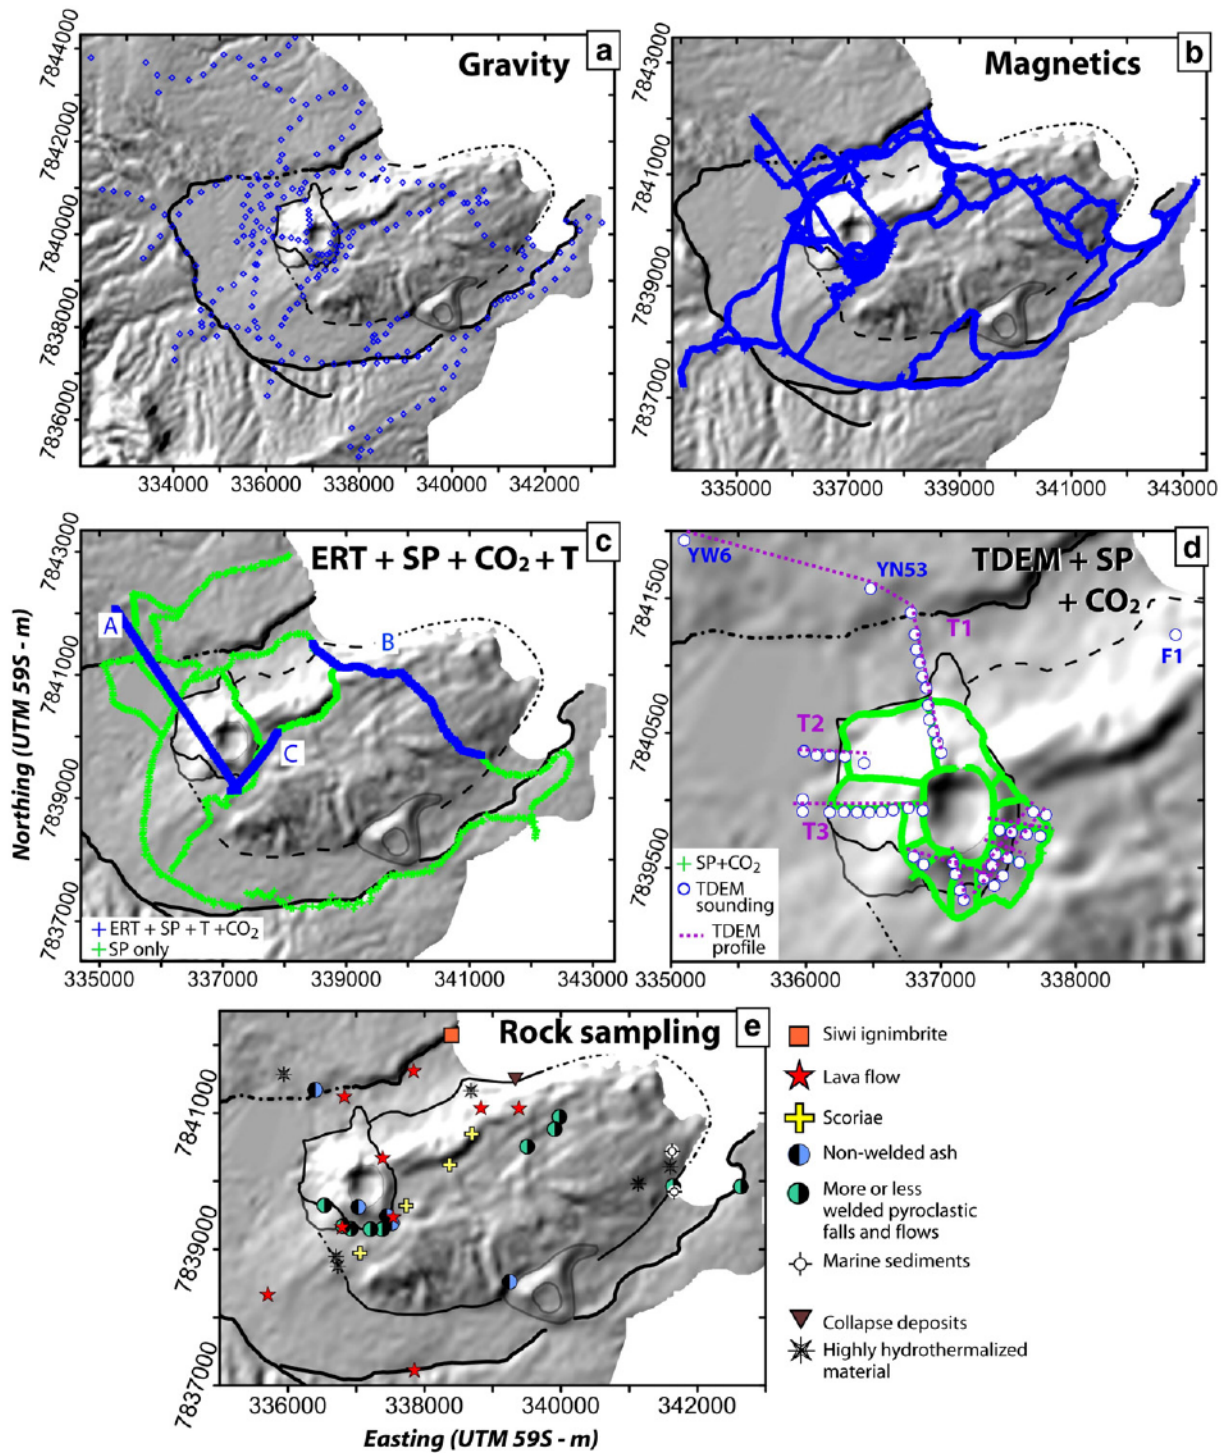 Gravity
a
7844000
7842000
7840000
7838000
7836000
334000 336000 338000 340000 342000
Magnetics
b
7843000
7841000
7839000
7837000
335000 337000 339000 341000 343000
ERT + SP + CO2 + T
c
A
B
C
7843000
7841000
7839000
7837000
ERT + SP + T +CO2
SP only
335000 337000 339000 341000 343000
TDEM + SP
+ CO2
d
YW6
YN53
T1
F1
T2
T3
7841500
7840500
7839500
SP+CO2
TDEM
sounding
TDEM
profile
335000 336000 337000 338000
Northing (UTM 59S - m)
Rock sampling
e
7841000
7839000
7837000
336000 338000 340000 342000
Easting (UTM 59S - m)
Siwi ignimbrite
Lava flow
Scoriae
Non-welded ash
More or less
welded pyroclastic
falls and flows
Marine sediments
Collapse deposits
Highly hydrothermalized
material